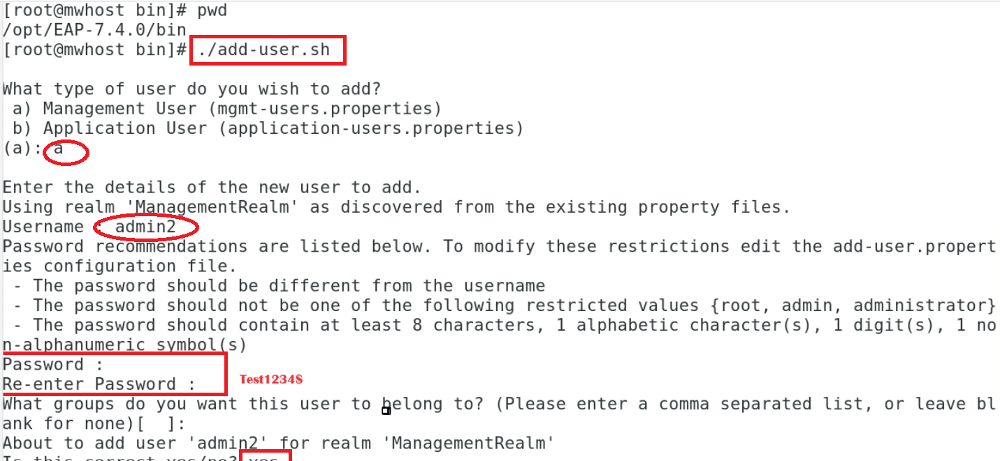 [root@mwhost bin]# pwd
/opt/EAP-7.4.0/bin
[root@mwhost bin]# ./add-user.sh
What type of user do you wish to add?
 a) Management User (mgmt-users.properties)
 b) Application User (application-users.properties)
(a): a
Enter the details of the new user to add.
Using realm 'ManagementRealm' as discovered from the existing property files.
Username : admin2
Password recommendations are listed below. To modify these restrictions edit the add-user.propert
ies configuration file.
 - The password should be different from the username
 - The password should not be one of the following restricted values {root, admin, administrator}
 - The password should contain at least 8 characters, 1 alphabetic character(s), 1 digit(s), 1 no
n-alphanumeric symbol(s)
Password :
Re-enter Password :
Test1234$
What groups do you want this user to belong to? (Please enter a comma separated list, or leave bl
ank for none)[  ]:
About to add user 'admin2' for realm 'ManagementRealm'
Is this correct yes/no? yes